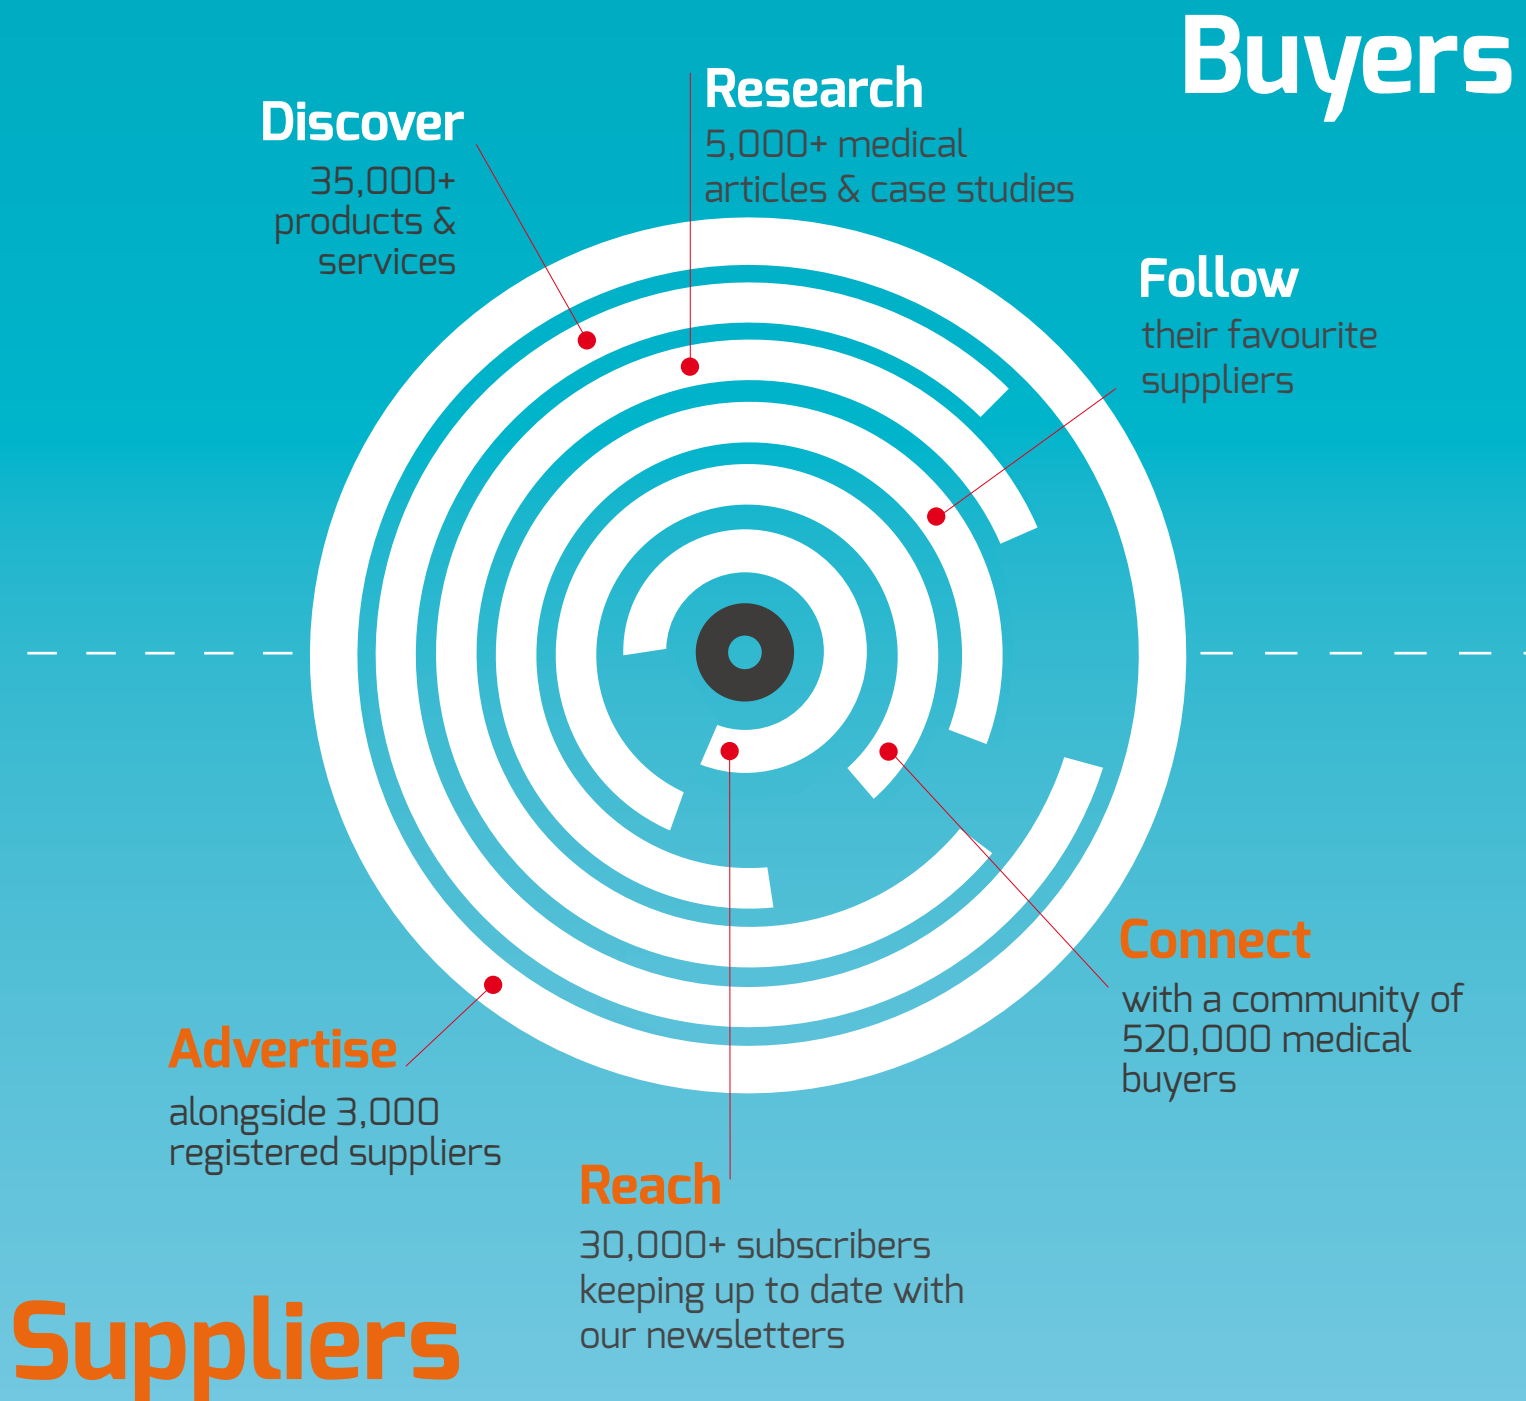 Buyers
Discover
35,000+
products &
services
Research
5,000+ medical
articles & case studies
Follow
their favourite
suppliers
Connect
with a community of
520,000 medical
buyers
Advertise
alongside 3,000
registered suppliers
Reach
30,000+ subscribers
keeping up to date with
our newsletters
Suppliers